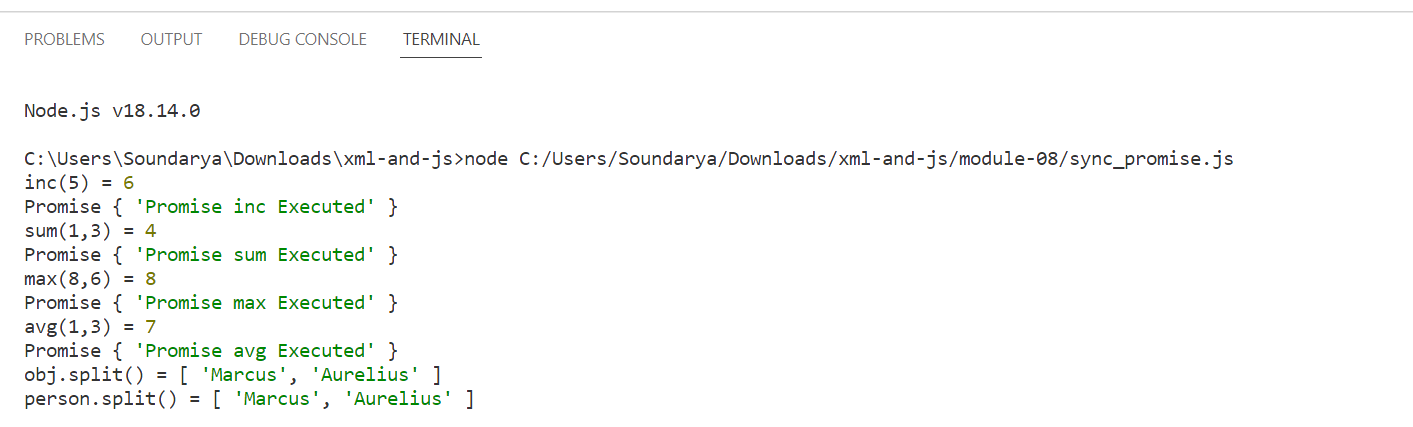 PROBLEMS OUTPUT DEBUG CONSOLE TERMINAL
Node.js v18.14.0
C:\Users\Soundarya\Downloads\xml-and-js>node C:/Users/Soundarya/Downloads/xml-and-js/module-08/sync_promise.js
inc(5) = 6
Promise { 'Promise inc Executed' }
sum(1,3) = 4
Promise { 'Promise sum Executed' }
max(8,6) = 8
Promise { 'Promise max Executed' }
avg(1,3) = 7
Promise { 'Promise avg Executed' }
obj.split() = [ 'Marcus', 'Aurelius' ]
person.split() = [ 'Marcus', 'Aurelius' ]